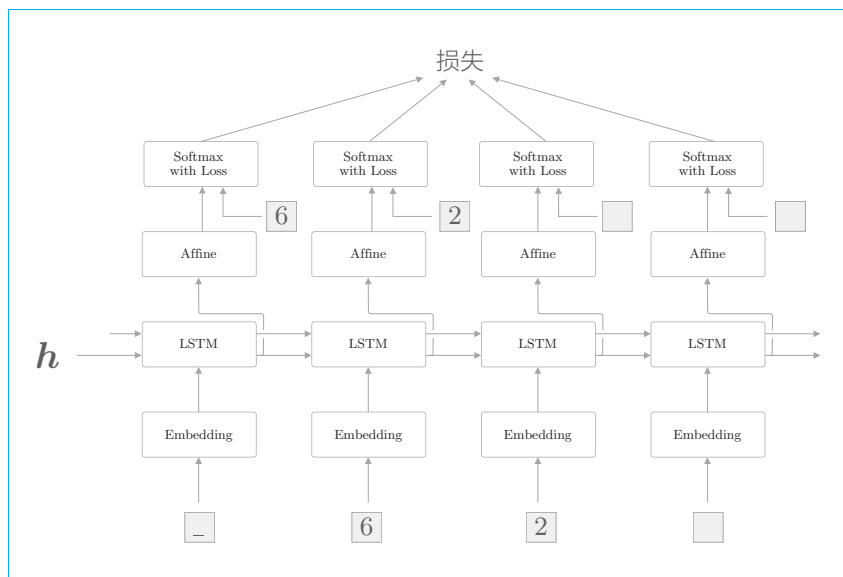 损失
Softmax
with Loss
Softmax
with Loss
Softmax
with Loss
Softmax
with Loss
6
2
Affine
Affine
Affine
Affine
h
LSTM
LSTM
LSTM
LSTM
Embedding
Embedding
Embedding
Embedding
_
6
2